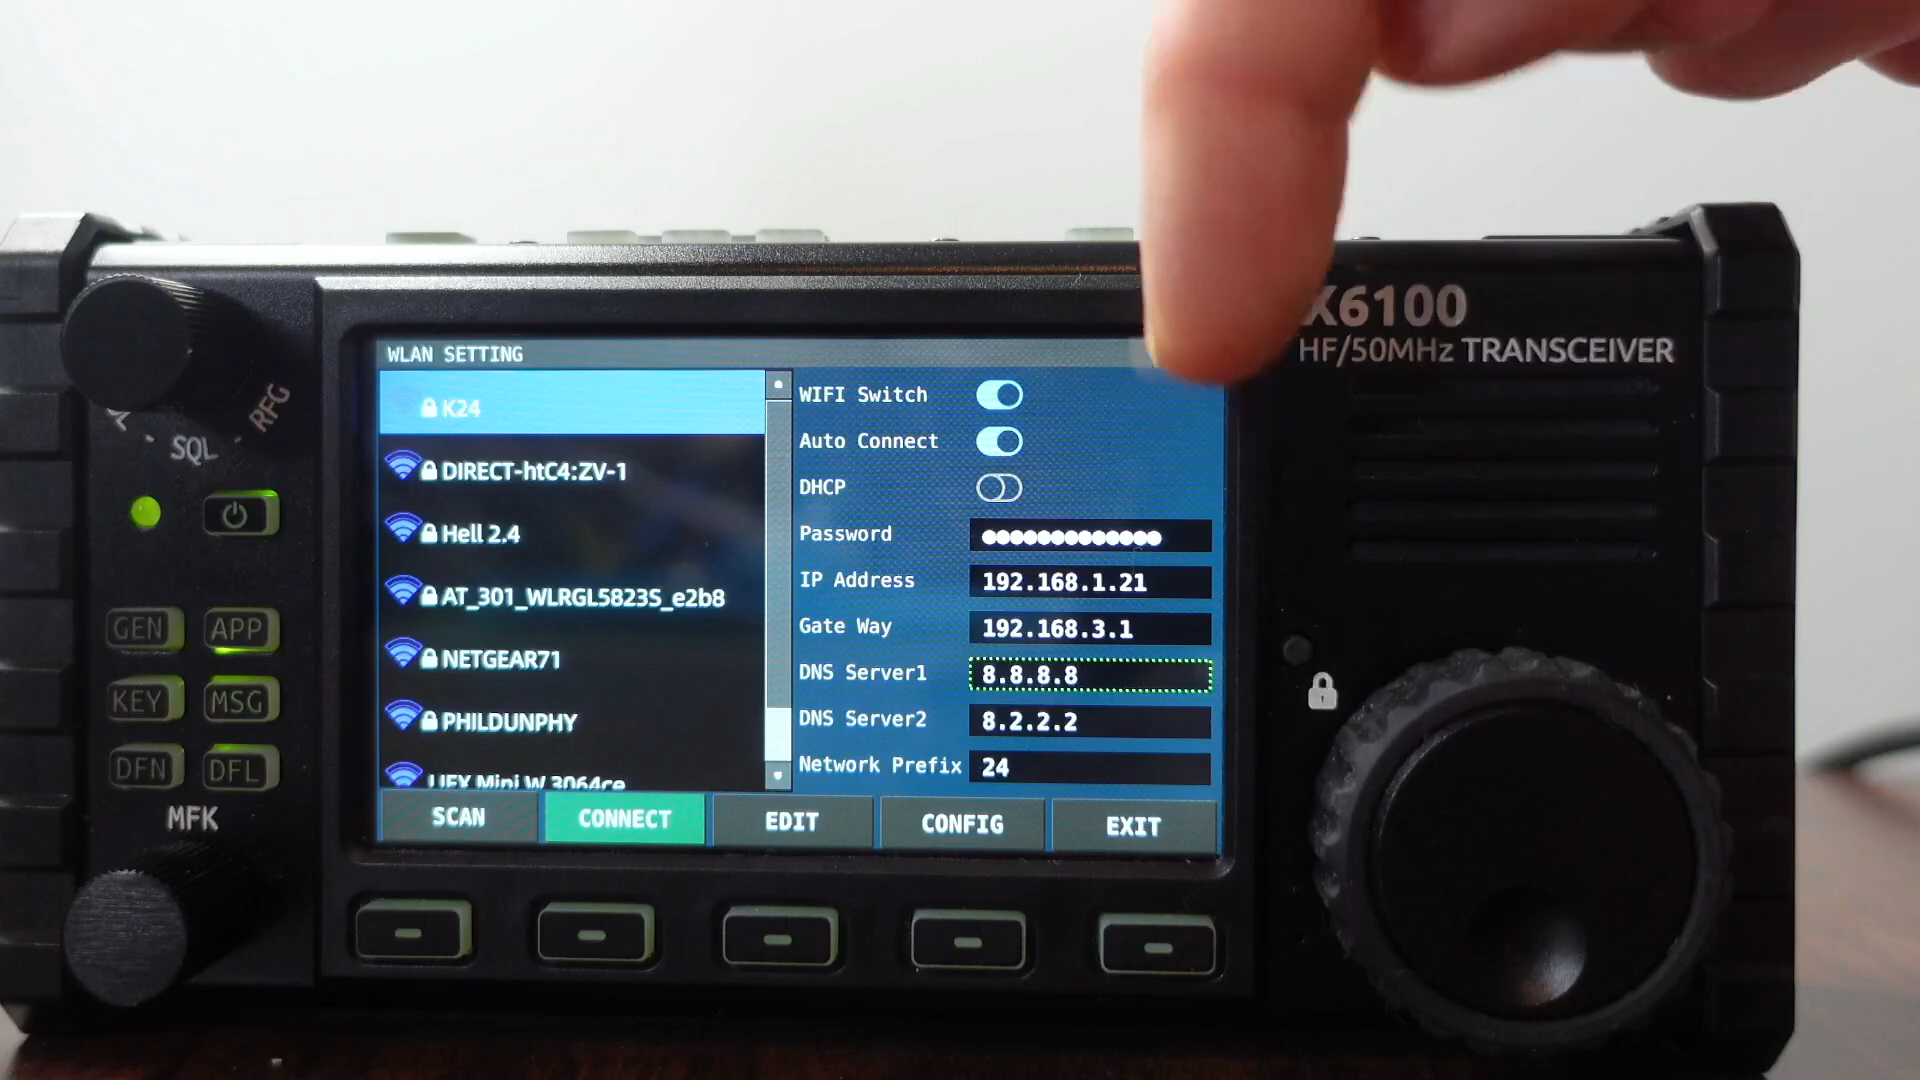 X6100
HF/50MHz TRANSCEIVER
RFG
SQL
GEN
APP
KEY
MSG
DFN
DFL
MFK
WLAN SETTING
K24
DIRECT-htC4:ZV-1
Hell 2.4
AT_301_WLRGL5823S_e2b8
NETGEAR71
PHILDUNPHY
UFX Mini W 3064ce
WIFI Switch
Auto Connect
DHCP
Password ●●●●●●●●●●●●●
IP Address 192.168.1.21
Gate Way 192.168.3.1
DNS Server1 8.8.8.8
DNS Server2 8.2.2.2
Network Prefix 24
SCAN CONNECT EDIT CONFIG EXIT